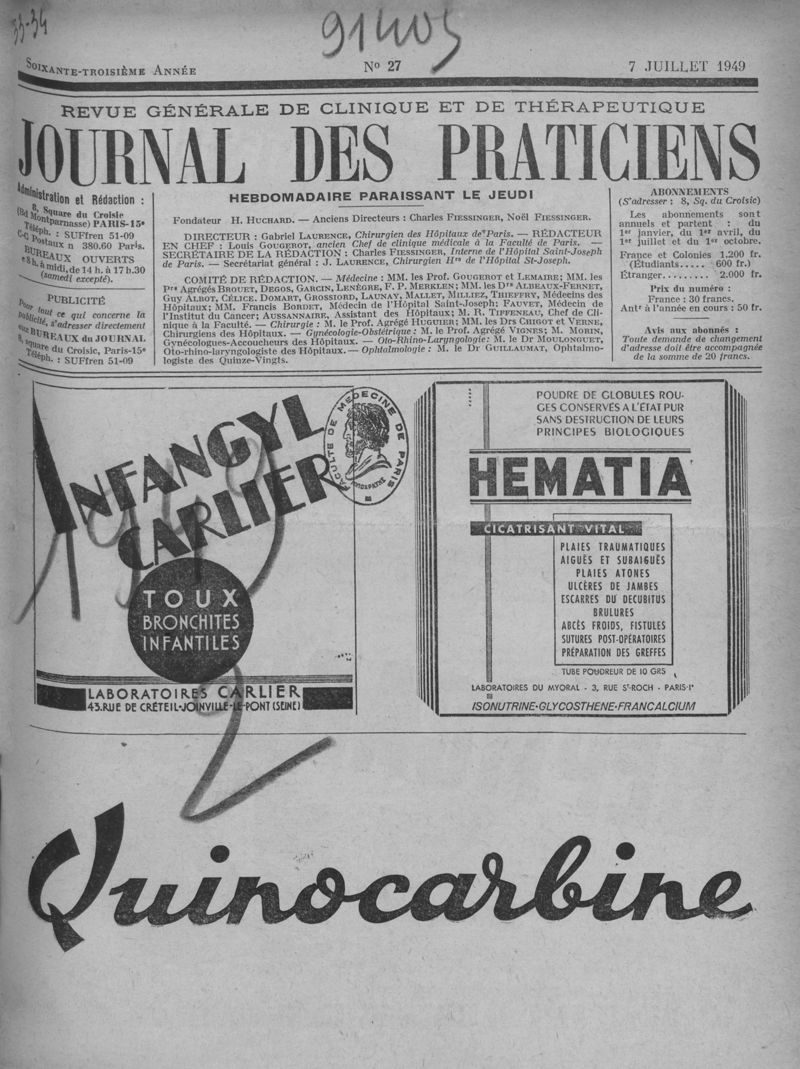 33-34
91405
SOIXANTE-TROISIÈME ANNÉE
No 27
7 JUILLET 1949
REVUE GÉNÉRALE DE CLINIQUE ET DE THÉRAPEUTIQUE
JOURNAL DES PRATICIENS
Administration et Rédaction :
8, Square du Croisic
(Bd Montparnasse) PARIS-15e
Téléph. : SUFfren 51-09
C-C Postaux n 380.60 Paris.
BUREAUX OUVERTS
8 h. à midi, de 14 h. à 17 h.30
(samedi excepté).
PUBLICITÉ
Pour tout ce qui concerne la
publicité, s'adresser directement
aux BUREAUX du JOURNAL
8, square du Croisic, Paris-15e
Téléph. : SUFfren 51-09
HEBDOMADAIRE PARAISSANT LE JEUDI
Fondateur H. HUCHARD. — Anciens Directeurs : Charles FIESSINGER, Noël FIESSINGER.
DIRECTEUR : Gabriel LAURENCE, Chirurgien des Hôpitaux de Paris. — RÉDACTEUR
EN CHEF : Louis GOUGEROT, ancien Chef de clinique médicale à la Faculté de Paris. —
SECRÉTAIRE DE LA RÉDACTION : Charles FIESSINGER, Interne de l'Hôpital Saint-Joseph
de Paris. — Secrétariat général : J. LAURENCE, Chirurgien Hre de l'Hôpital St-Joseph.
COMITÉ DE RÉDACTION. — Médecine : MM. les Prof. GOUGEROT et LEMAIRE; MM. les
Prs Agrégés BROUET, DEGOS, GARCIN, LENÈGRE, F. P. MERKLEN; MM. les Drs ALBEAUX-FERNET,
Guy ALBOT, CÉLICE, DOMART, GROSSIORD, LAUNAY, MALLET, MILLIEZ, THIEFFRY, Médecins des
Hôpitaux; MM. Francis BORDET, Médecin de l'Hôpital Saint-Joseph; FAUVET, Médecin de
l'Institut du Cancer; AUSSANNAIRE, Assistant des Hôpitaux; M. R. TIFFENEAU, Chef de Cli-
nique à la Faculté. — Chirurgie : M. le Prof. Agrégé HUGUIER; MM. les Drs CHIGOT et VERNE,
Chirurgiens des Hôpitaux. — Gynécologie-Obstétrique : M. le Prof. Agrégé VIGNES; M. MORIN,
Gynécologues-Accoucheurs des Hôpitaux. — Oto-Rhino-Laryngologie: M. le Dr MOULONGUET,
Oto-rhino-laryngologiste des Hôpitaux. — Ophtalmologie : M. le Dr GUILLAUMAT, Ophtalmo-
logiste des Quinze-Vingts.
ABONNEMENTS
(S'adresser : 8, Sq. du Croisic)
Les abonnements sont
annuels et partent : du
1er janvier, du 1er avril, du
1er juillet et du 1er octobre.
France et Colonies 1.200 fr.
(Étudiants..... 600 fr.)
Étranger......... 2.000 fr.
Prix du numéro :
France : 30 francs.
Antr à l'année en cours : 50 fr.
Avis aux abonnés :
Toute demande de changement
d'adresse doit être accompagnée
de la somme de 20 francs.
INFANGYL
CARLIER
FACULTE DE MEDECINE DE PARIS
1949
TOUX
BRONCHITES
INFANTILES
LABORATOIRES CARLIER
43.RUE DE CRÉTEIL-JOINVILLE-LE-PONT (SEINE)
POUDRE DE GLOBULES ROU-
GES CONSERVÉS A L'ÉTAT PUR
SANS DESTRUCTION DE LEURS
PRINCIPES BIOLOGIQUES
HEMATIA
CICATRISANT VITAL
PLAIES TRAUMATIQUES
AIGUËS ET SUBAIGUËS
PLAIES ATONES
ULCÈRES DE JAMBES
ESCARRES DU DECUBITUS
BRULURES
ABCÈS FROIDS, FISTULES
SUTURES POST-OPÉRATOIRES
PRÉPARATION DES GREFFES
TUBE POUDREUR DE 10 GRS
LABORATOIRES DU MYORAL - 3, RUE St-ROCH - PARIS-1er
ISONUTRINE-GLYCOSTHENE-FRANCALCIUM
2
Quinocarbine